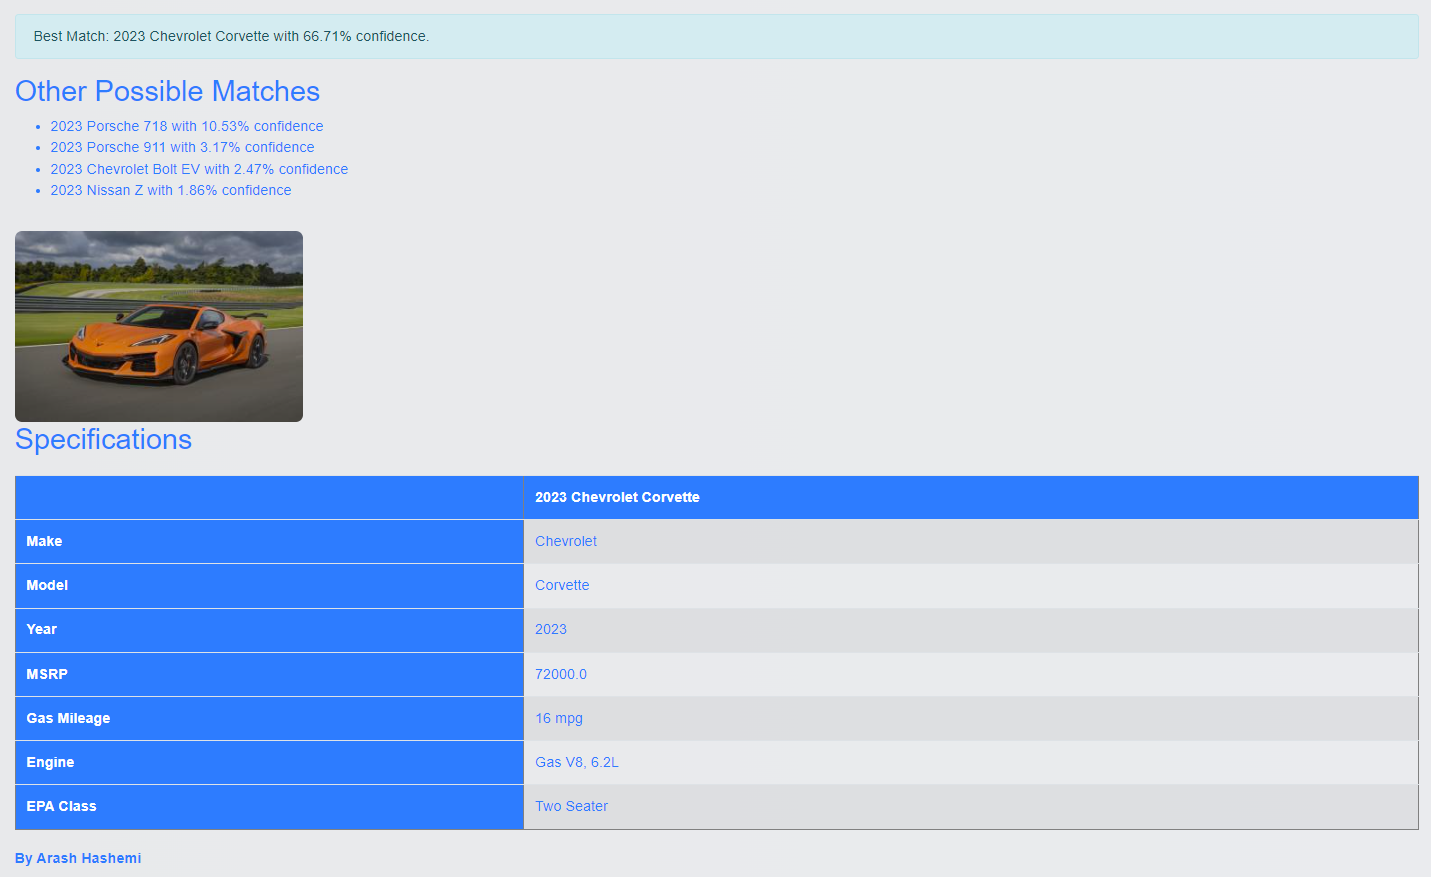 Best Match: 2023 Chevrolet Corvette with 66.71% confidence.
Other Possible Matches
• 2023 Porsche 718 with 10.53% confidence
• 2023 Porsche 911 with 3.17% confidence
• 2023 Chevrolet Bolt EV with 2.47% confidence
• 2023 Nissan Z with 1.86% confidence
Specifications
2023 Chevrolet Corvette
Make Chevrolet
Model Corvette
Year 2023
MSRP 72000.0
Gas Mileage 16 mpg
Engine Gas V8, 6.2L
EPA Class Two Seater
By Arash Hashemi